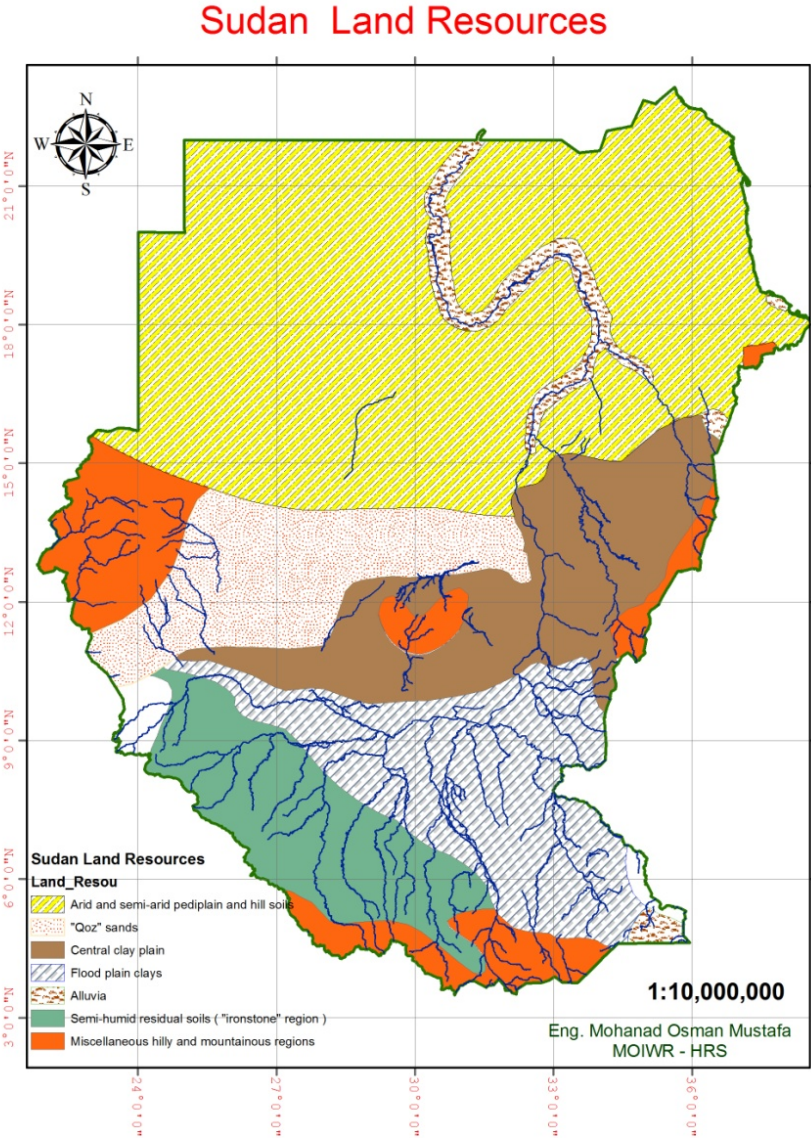 Sudan Land Resources
N
W E
S
21°0'0"N
18°0'0"N
15°0'0"N
12°0'0"N
9°0'0"N
6°0'0"N
3°0'0"N
Sudan Land Resources
Land_Resou
Arid and semi-arid pediplain and hill soils
"Qoz" sands
Central clay plain
Flood plain clays
Alluvia
Semi-humid residual soils ( "ironstone" region )
Miscellaneous hilly and mountainous regions
1:10,000,000
Eng. Mohanad Osman Mustafa
MOIWR - HRS
24°0'0"
27°0'0"
30°0'0"
33°0'0"
36°0'0"